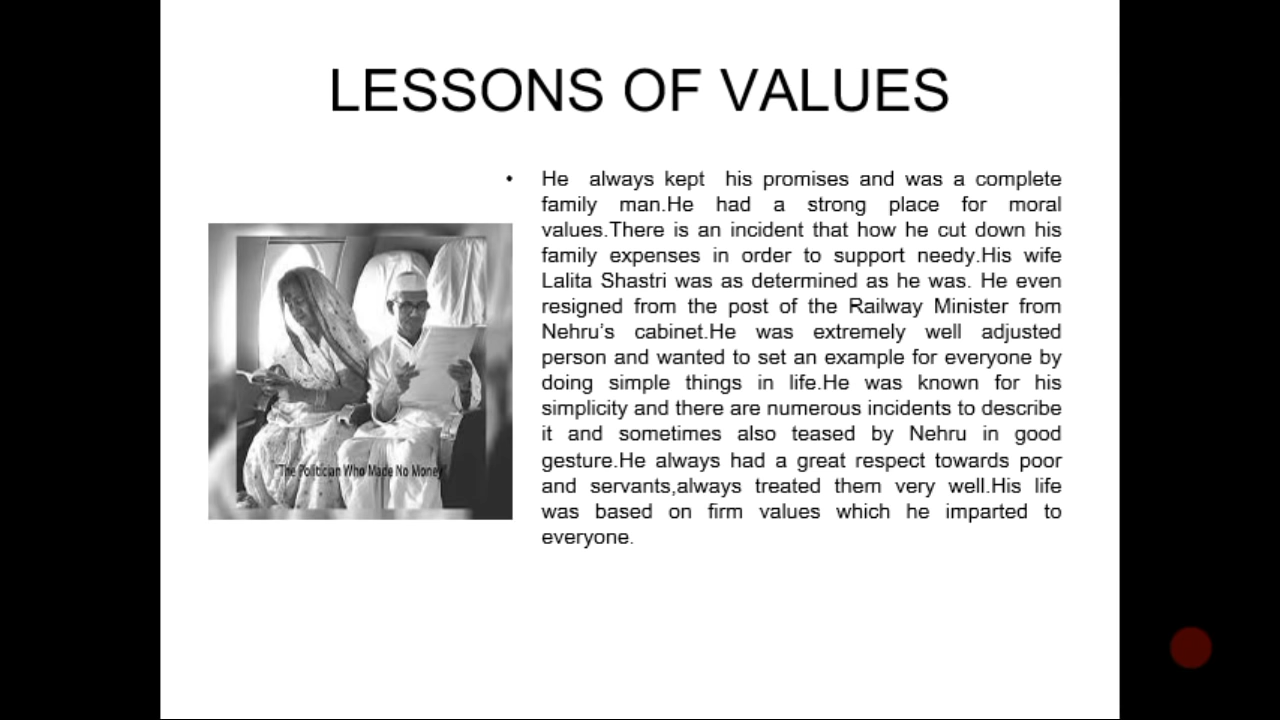 LESSONS OF VALUES
• He always kept his promises and was a complete
family man.He had a strong place for moral
values.There is an incident that how he cut down his
family expenses in order to support needy.His wife
Lalita Shastri was as determined as he was. He even
resigned from the post of the Railway Minister from
Nehru's cabinet.He was extremely well adjusted
person and wanted to set an example for everyone by
doing simple things in life.He was known for his
simplicity and there are numerous incidents to describe
it and sometimes also teased by Nehru in good
gesture.He always had a great respect towards poor
and servants,always treated them very well.His life
was based on firm values which he imparted to
everyone.
"The Politician Who Made No Money"